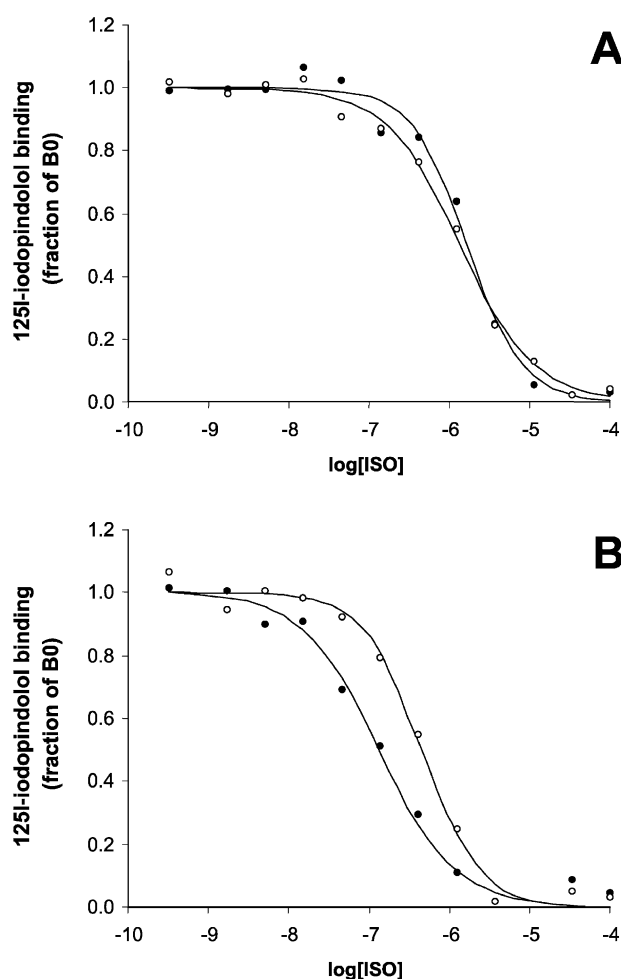 A
125I-iodopindolol binding
(fraction of B0)
1.2
1.0
0.8
0.6
0.4
0.2
0.0
-10 -9 -8 -7 -6 -5 -4
log[ISO]
B
125I-iodopindolol binding
(fraction of B0)
1.2
1.0
0.8
0.6
0.4
0.2
0.0
-10 -9 -8 -7 -6 -5 -4
log[ISO]